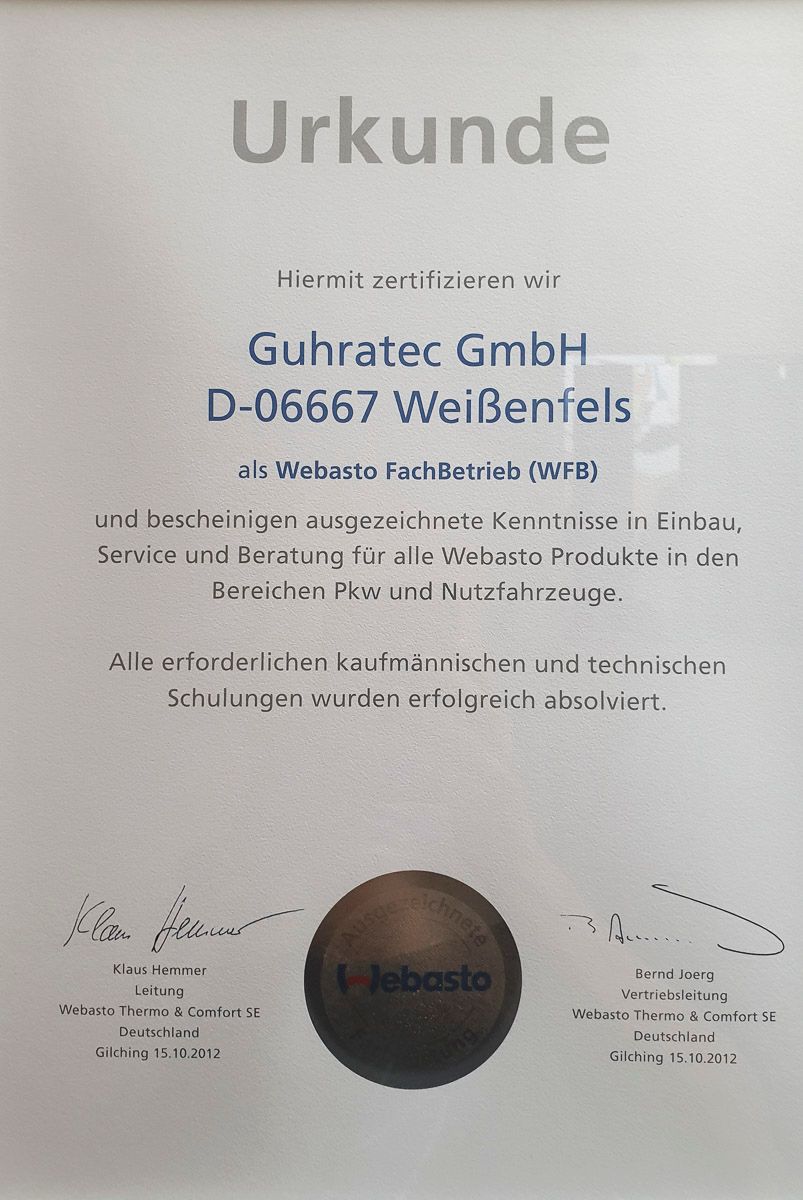 Urkunde
Hiermit zertifizieren wir
Guhratec GmbH
D-06667 Weißenfels
als Webasto FachBetrieb (WFB)
und bescheinigen ausgezeichnete Kenntnisse in Einbau,
Service und Beratung für alle Webasto Produkte in den
Bereichen Pkw und Nutzfahrzeuge.
Alle erforderlichen kaufmännischen und technischen
Schulungen wurden erfolgreich absolviert.
Klaus Hemmer
Klaus Hemmer
Leitung
Webasto Thermo & Comfort SE
Deutschland
Gilching 15.10.2012
Ausgezeichnete
Webasto
Bernd Joerg
Vertriebsleitung
Webasto Thermo & Comfort SE
Deutschland
Gilching 15.10.2012